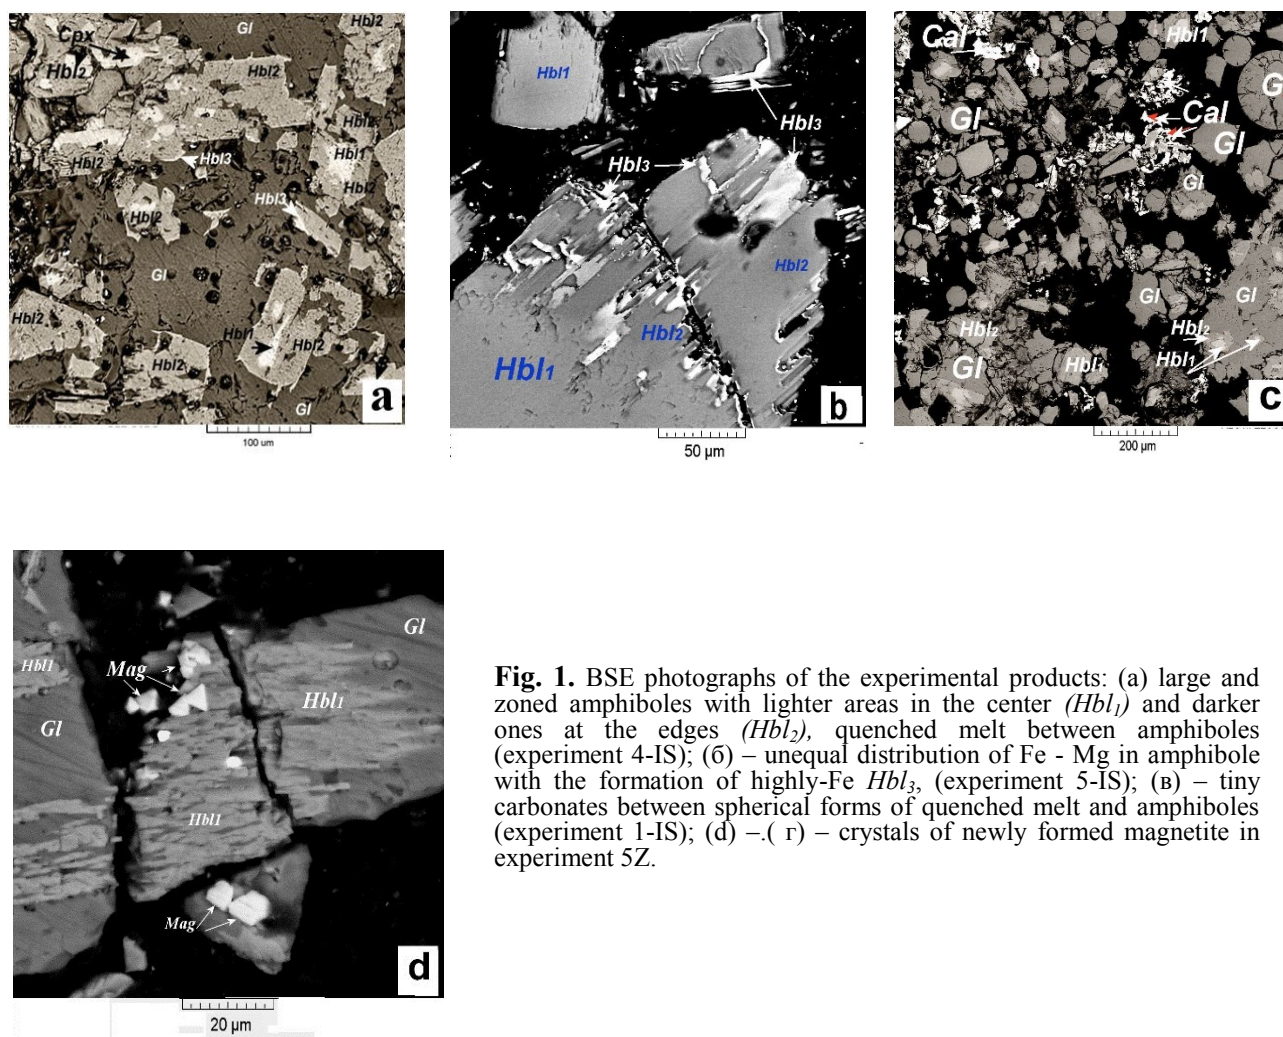 Cpx
Gl
Hbl2
Hbl2
Hbl2
Hbl2
Hbl1
Hbl2
Hbl3
Hbl2
Hbl3
Hbl2
Hbl2
Gl
Hbl2
Hbl1
Hbl2
Hbl2
Gl
a
100 um
Hbl1
Hbl3
Hbl3
Hbl2
Hbl2
Hbl1
b
50 µm
Cal
Hbl1
G
Gl
Cal
Gl
Gl
Gl
Gl
Hbl2
Hbl2
Gl
Hbl1
Hbl1
c
200 µm
Gl
Hbl1
Mag
Hbl1
Gl
Hbl1
Mag
d
20 µm
Fig. 1. BSE photographs of the experimental products: (a) large and
zoned amphiboles with lighter areas in the center (Hbl1) and darker
ones at the edges (Hbl2), quenched melt between amphiboles
(experiment 4-IS); (б) – unequal distribution of Fe - Mg in amphibole
with the formation of highly-Fe Hbl3, (experiment 5-IS); (в) – tiny
carbonates between spherical forms of quenched melt and amphiboles
(experiment 1-IS); (d) –.( г) – crystals of newly formed magnetite in
experiment 5Z.